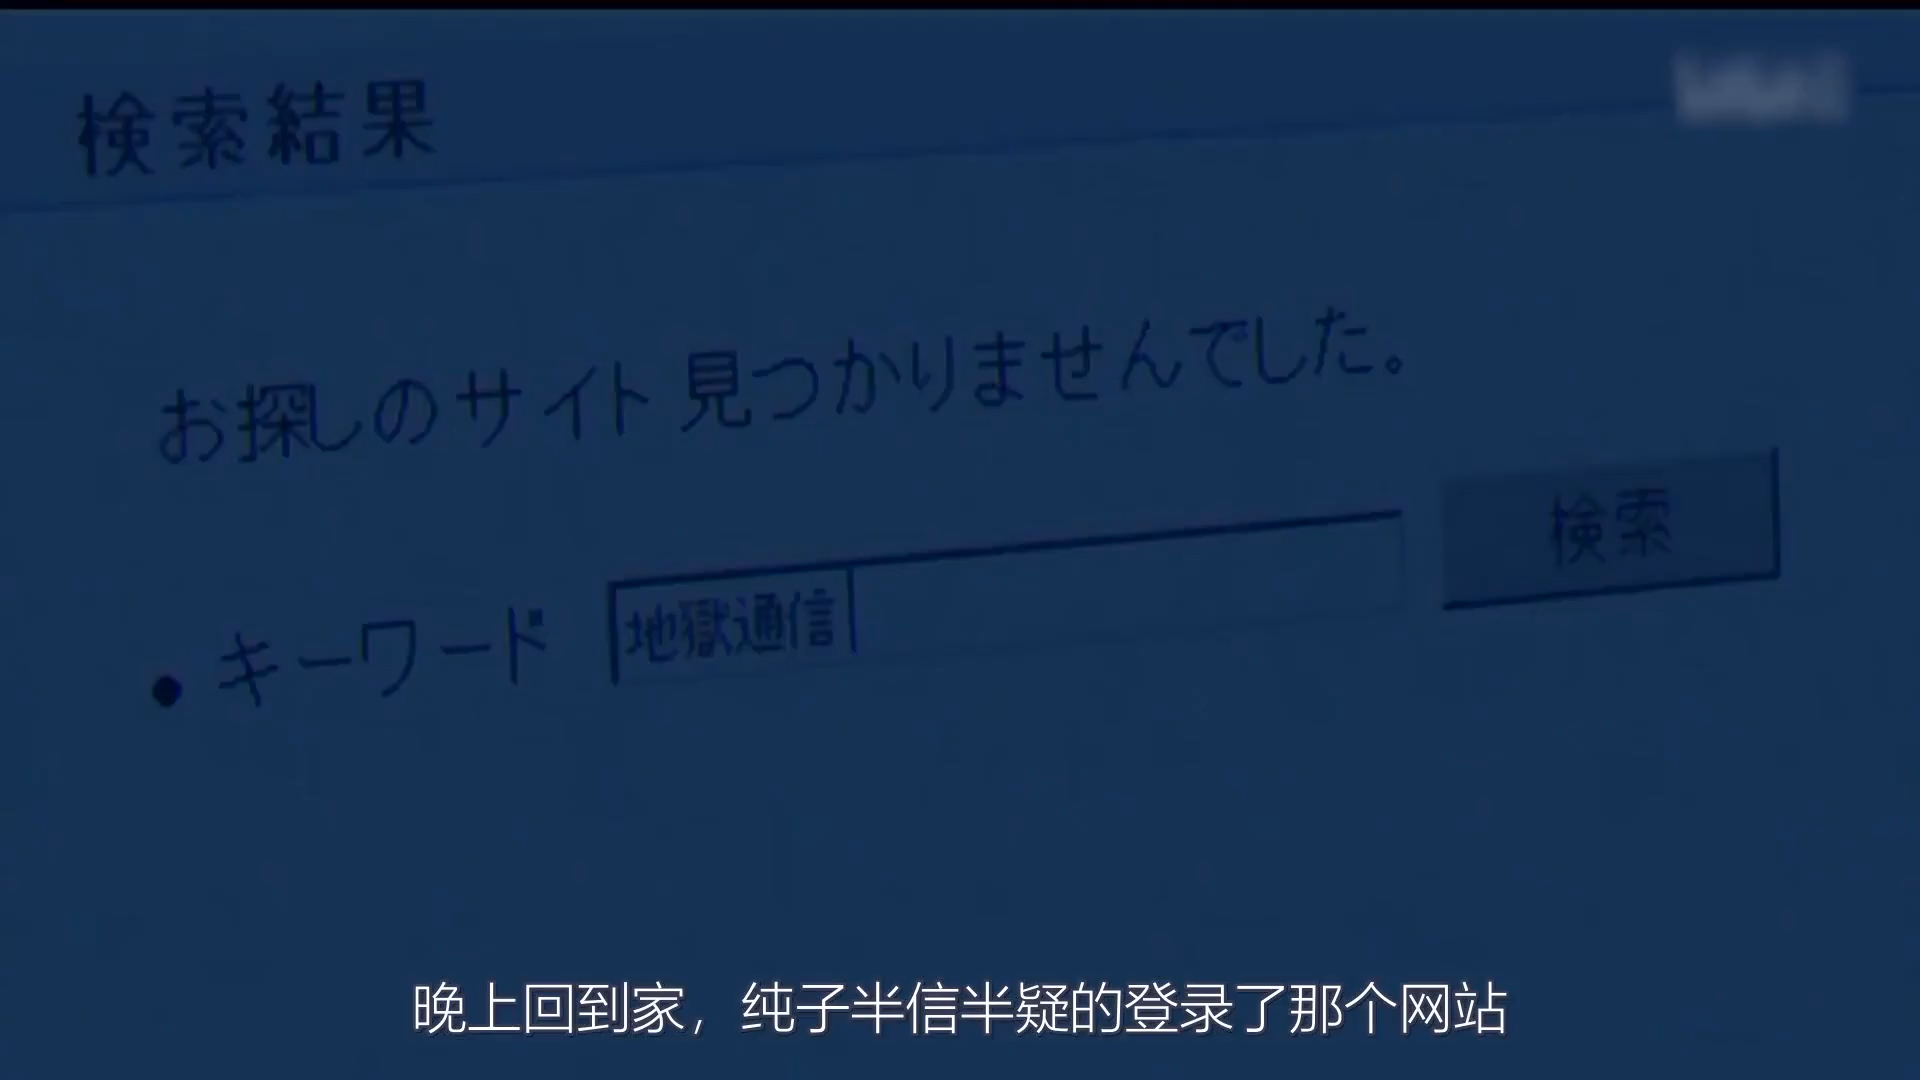 検索結果
お探しのサイト見つかりませんでした。
● キーワード 地獄通信 検索
晚上回到家，纯子半信半疑的登录了那个网站